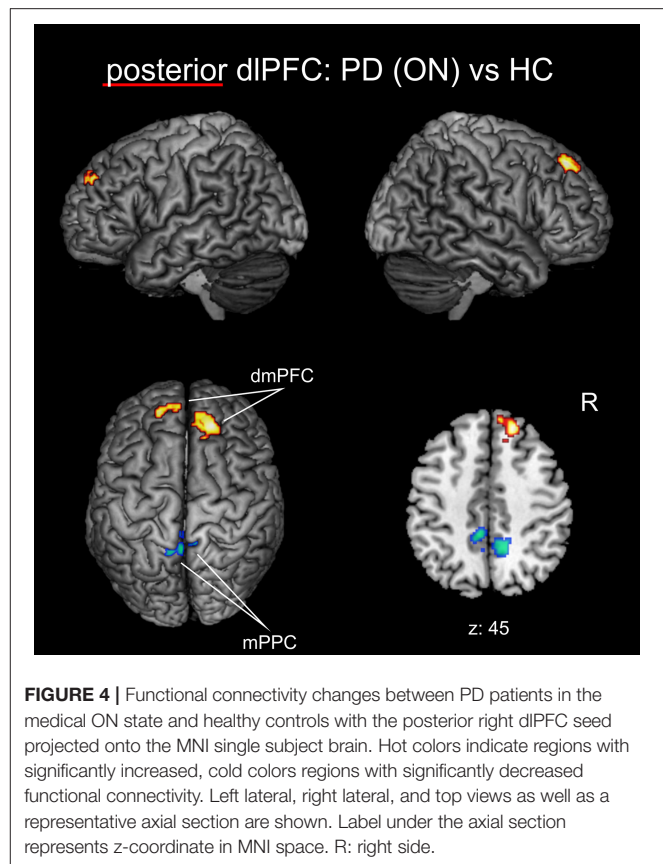 posterior dlPFC: PD (ON) vs HC
dmPFC
R
mPPC
z: 45
FIGURE 4 | Functional connectivity changes between PD patients in the
medical ON state and healthy controls with the posterior right dlPFC seed
projected onto the MNI single subject brain. Hot colors indicate regions with
significantly increased, cold colors regions with significantly decreased
functional connectivity. Left lateral, right lateral, and top views as well as a
representative axial section are shown. Label under the axial section
represents z-coordinate in MNI space. R: right side.